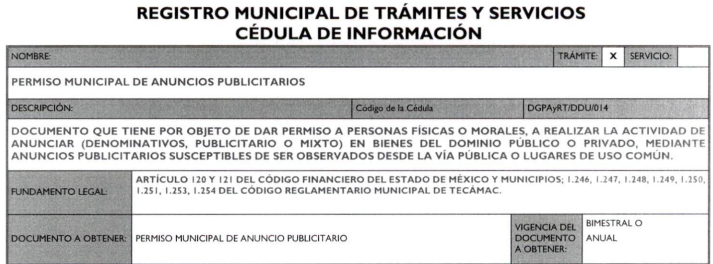 REGISTRO MUNICIPAL DE TRÁMITES Y SERVICIOS
CÉDULA DE INFORMACIÓN
NOMBRE: TRÁMITE: X SERVICIO:
PERMISO MUNICIPAL DE ANUNCIOS PUBLICITARIOS
DESCRIPCIÓN: Código de la Cédula DGPAyRT/DDU/014
DOCUMENTO QUE TIENE POR OBJETO DE DAR PERMISO A PERSONAS FÍSICAS O MORALES, A REALIZAR LA ACTIVIDAD DE
ANUNCIAR (DENOMINATIVOS, PUBLICITARIO O MIXTO) EN BIENES DEL DOMINIO PÚBLICO O PRIVADO, MEDIANTE
ANUNCIOS PUBLICITARIOS SUSCEPTIBLES DE SER OBSERVADOS DESDE LA VÍA PÚBLICA O LUGARES DE USO COMÚN.
FUNDAMENTO LEGAL:
ARTÍCULO 120 Y 121 DEL CÓDIGO FINANCIERO DEL ESTADO DE MÉXICO Y MUNICIPIOS; 1.246, 1.247, 1.248, 1.249, 1.250,
1.251, 1.253, 1.254 DEL CÓDIGO REGLAMENTARIO MUNICIPAL DE TECÁMAC.
DOCUMENTO A OBTENER: PERMISO MUNICIPAL DE ANUNCIO PUBLICITARIO
VIGENCIA DEL
DOCUMENTO
A OBTENER:
BIMESTRAL O
ANUAL